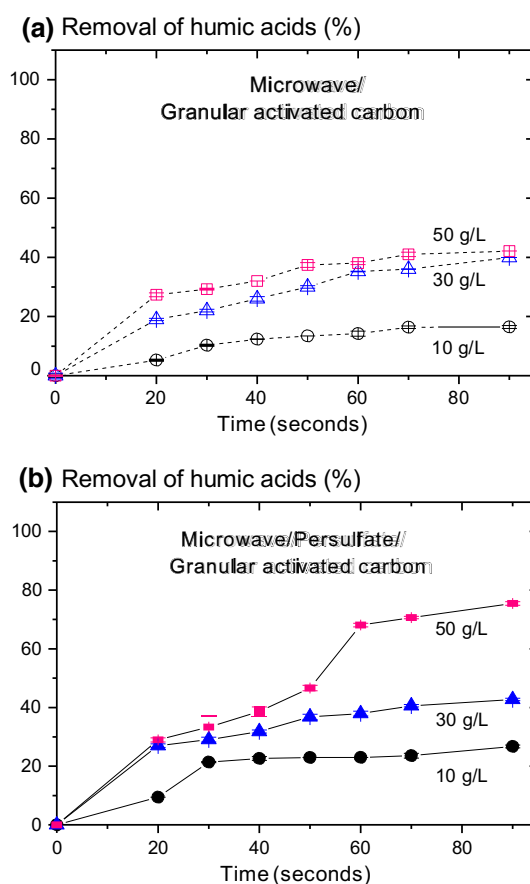 (a) Removal of humic acids (%)
Microwave/
Granular activated carbon
100
80
60
40
20
0
50 g/L
30 g/L
10 g/L
0 20 40 60 80
Time (seconds)
(b) Removal of humic acids (%)
Microwave/Persulfate/
Granular activated carbon
100
80
60
40
20
0
50 g/L
30 g/L
10 g/L
0 20 40 60 80
Time (seconds)